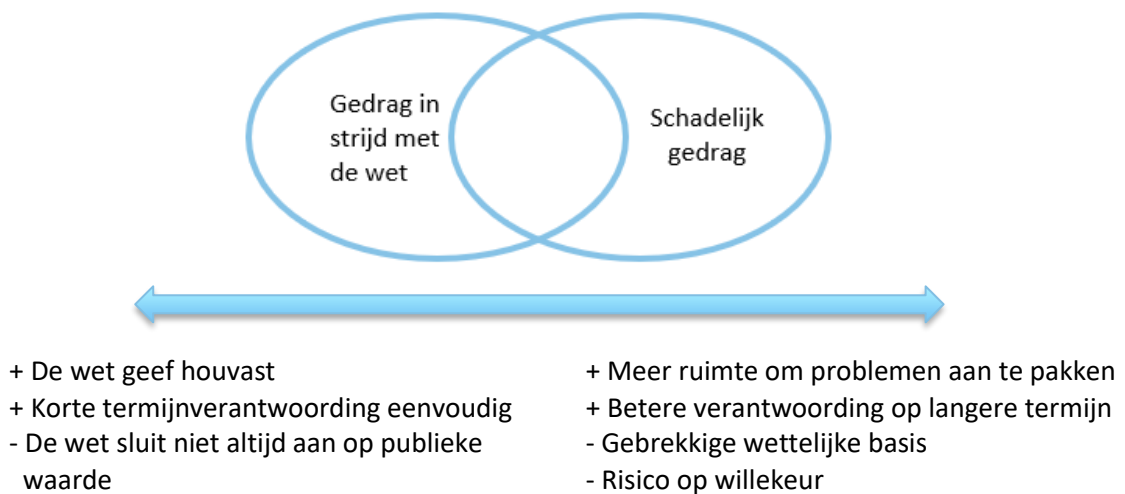 Gedrag in
strijd met
de wet
Schadelijk
gedrag
+ De wet geef houvast
+ Korte termijnverantwoording eenvoudig
- De wet sluit niet altijd aan op publieke
waarde
+ Meer ruimte om problemen aan te pakken
+ Betere verantwoording op langere termijn
- Gebrekkige wettelijke basis
- Risico op willekeur